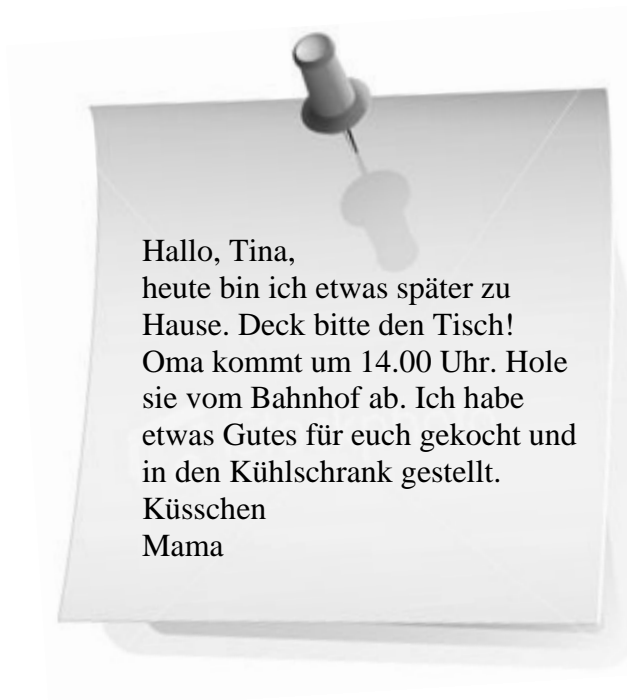 Hallo, Tina,
heute bin ich etwas später zu
Hause. Deck bitte den Tisch!
Oma kommt um 14.00 Uhr. Hole
sie vom Bahnhof ab. Ich habe
etwas Gutes für euch gekocht und
in den Kühlschrank gestellt.
Küsschen
Mama